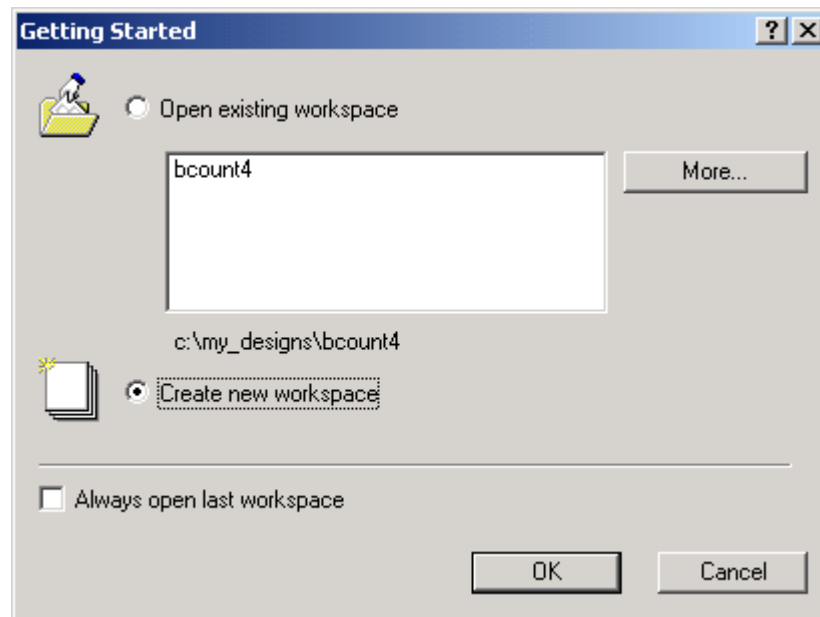 Getting Started
Open existing workspace
bcount4
More...
c:\my_designs\bcount4
Create new workspace
Always open last workspace
OK
Cancel